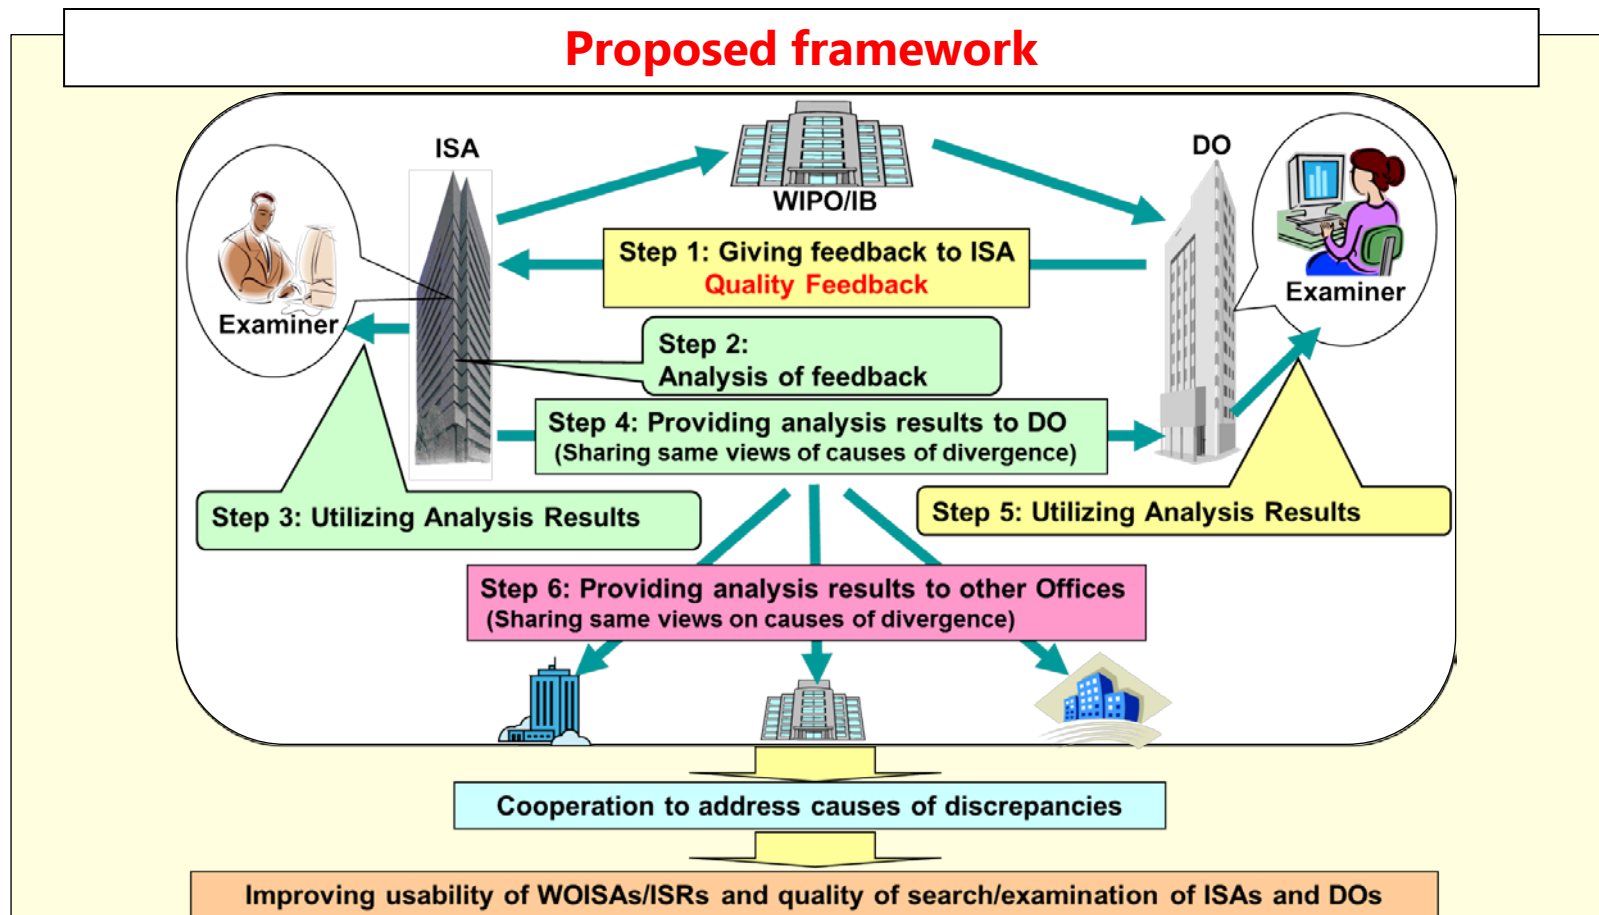 Proposed framework
ISA
DO
WIPO/IB
Step 1: Giving feedback to ISA
Quality Feedback
Examiner
Examiner
Step 2:
Analysis of feedback
Step 4: Providing analysis results to DO
(Sharing same views of causes of divergence)
Step 3: Utilizing Analysis Results
Step 5: Utilizing Analysis Results
Step 6: Providing analysis results to other Offices
(Sharing same views on causes of divergence)
Cooperation to address causes of discrepancies
Improving usability of WOISAs/ISRs and quality of search/examination of ISAs and DOs